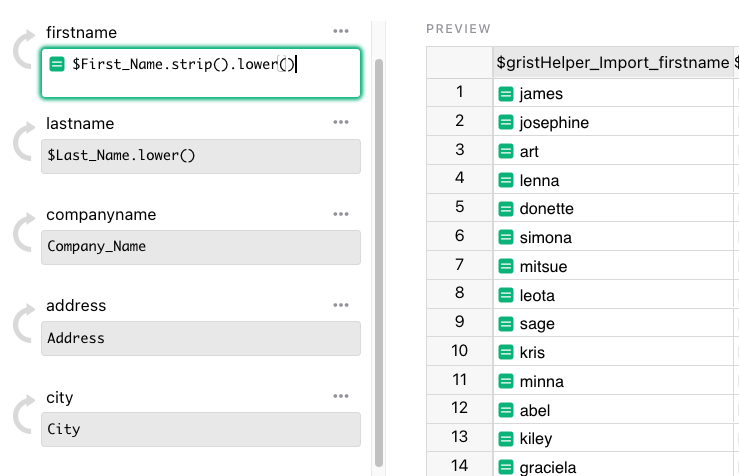 firstname
$First_Name.strip().lower()
lastname
$Last_Name.lower()
companyname
Company_Name
address
Address
city
City
PREVIEW
$gristHelper_Import_firstname $
1 james
2 josephine
3 art
4 lenna
5 donette
6 simona
7 mitsue
8 leota
9 sage
10 kris
11 minna
12 abel
13 kiley
14 graciela